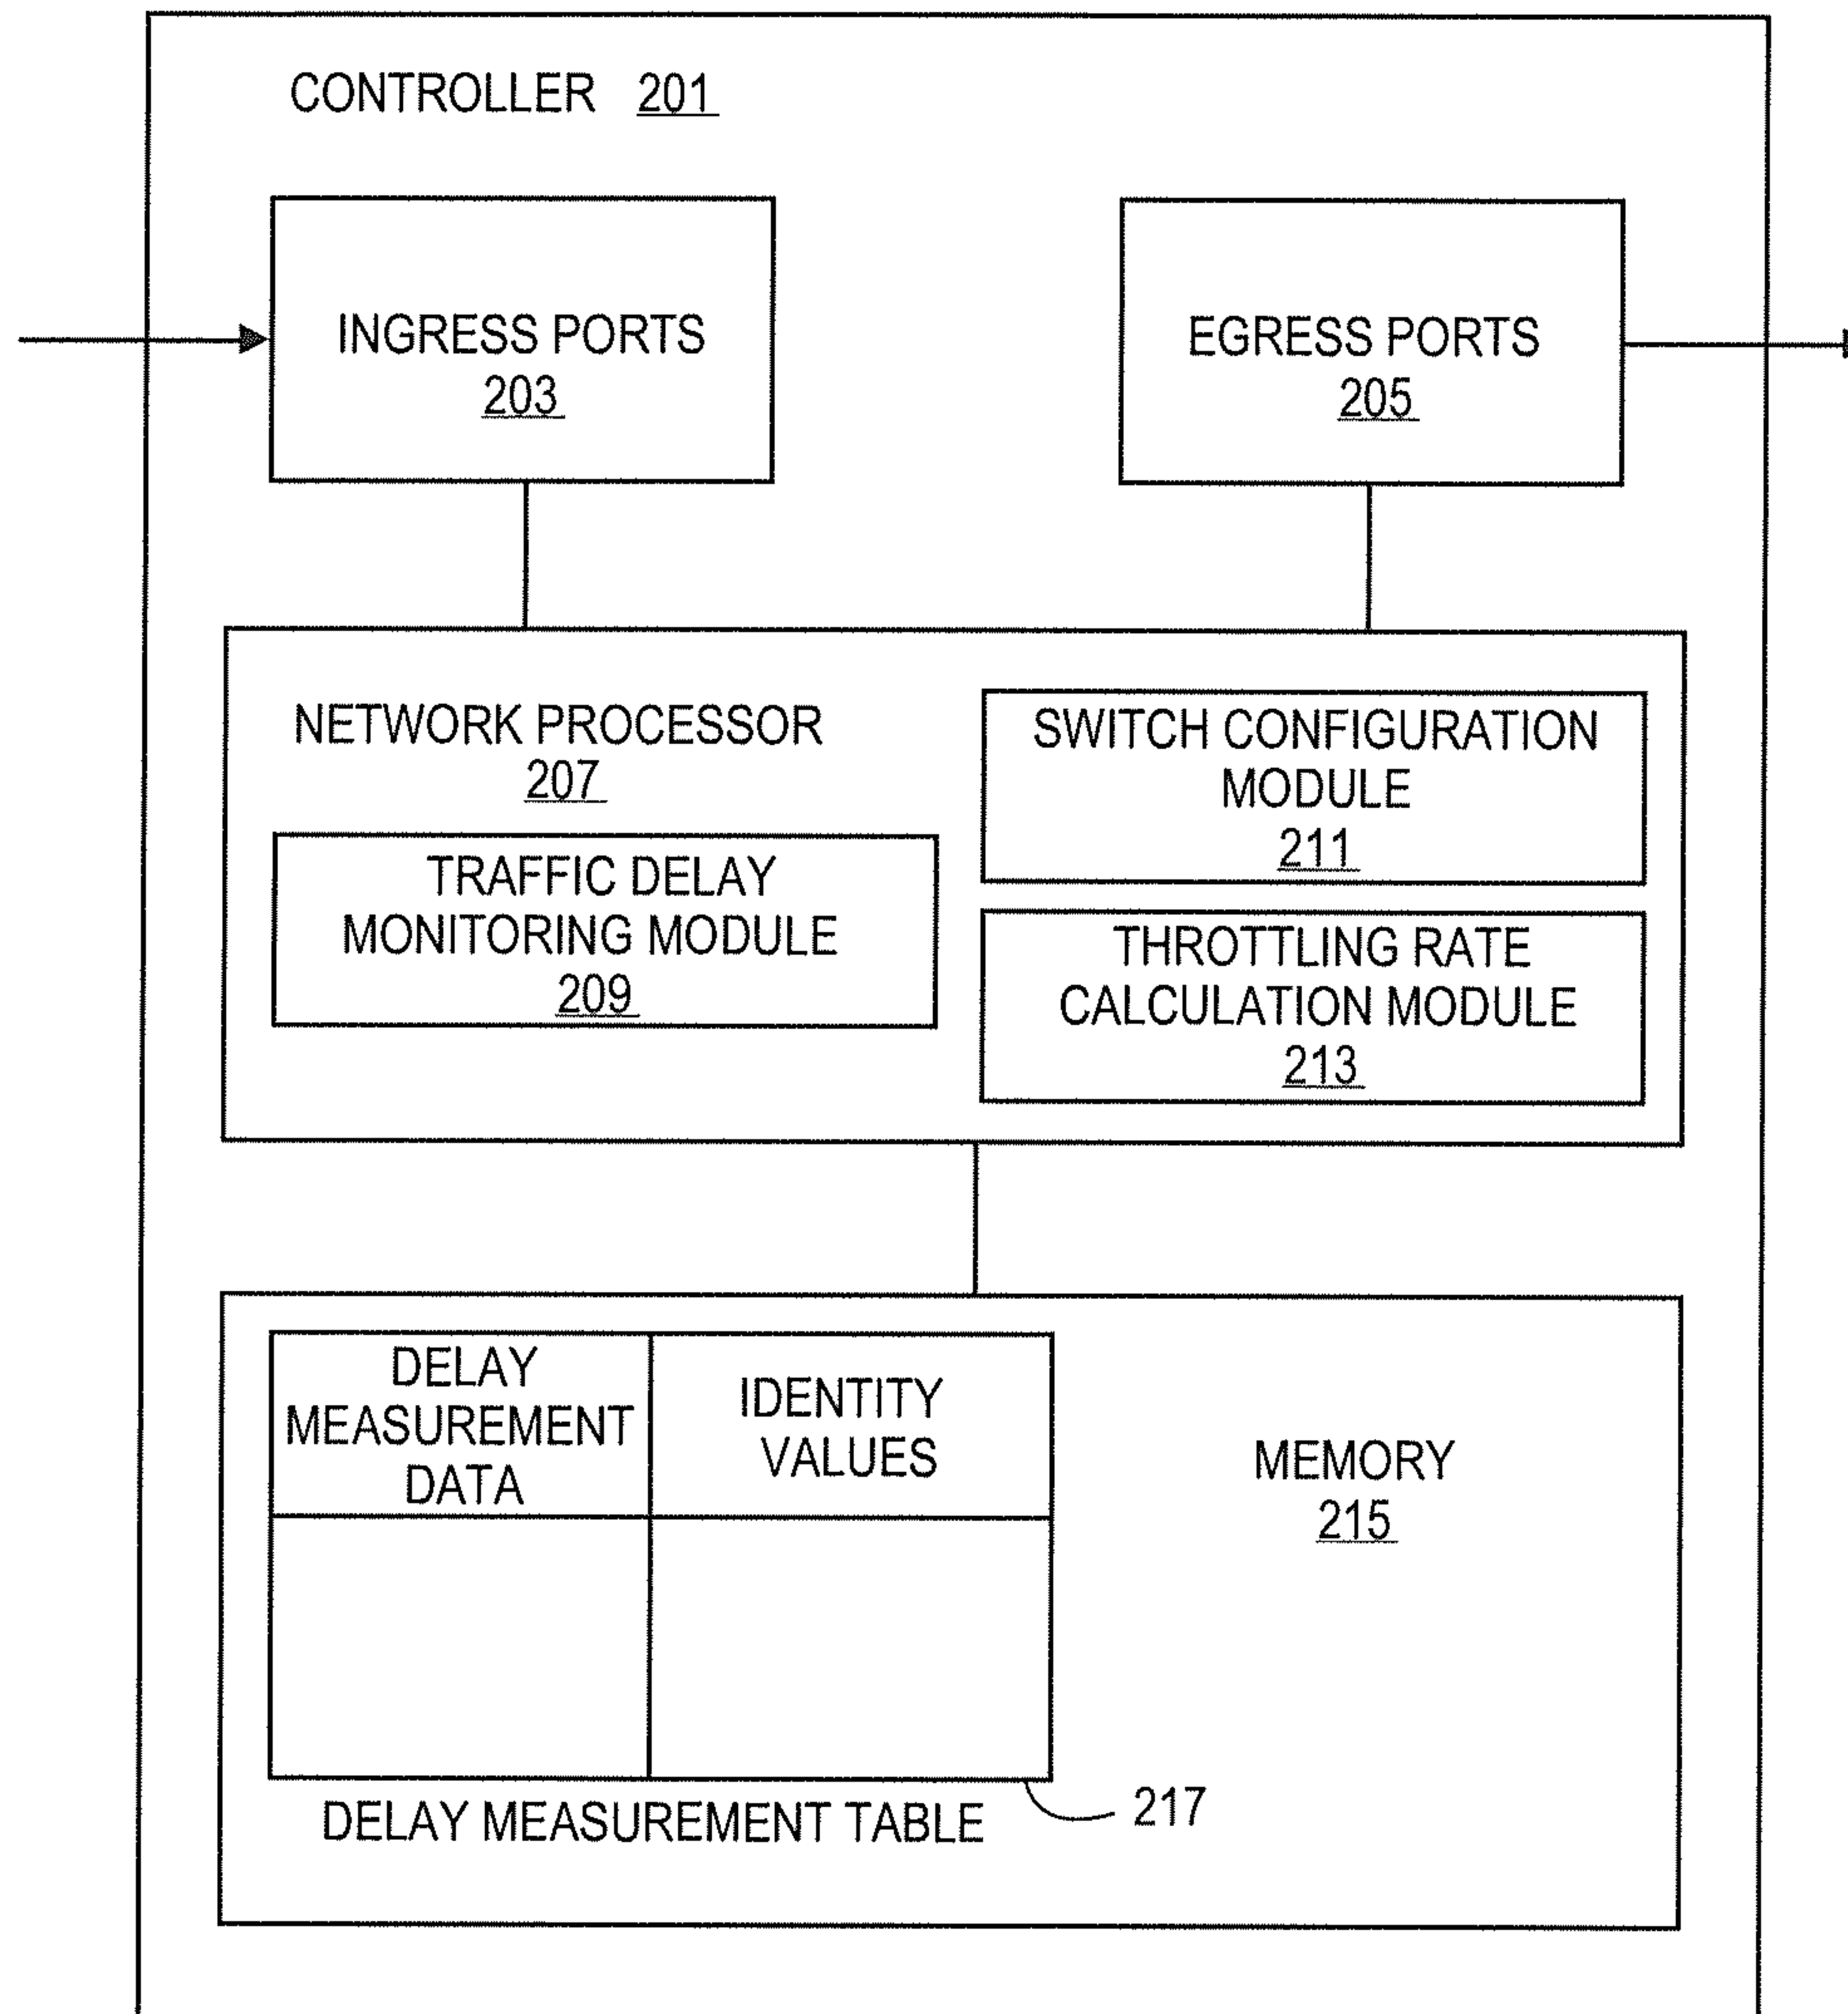 CONTROLLER 201
INGRESS PORTS
203
EGRESS PORTS
205
NETWORK PROCESSOR
207
SWITCH CONFIGURATION
MODULE
211
TRAFFIC DELAY
MONITORING MODULE
209
THROTTLING RATE
CALCULATION MODULE
213
DELAY
MEASUREMENT
DATA
IDENTITY
VALUES
MEMORY
215
217
DELAY MEASUREMENT TABLE